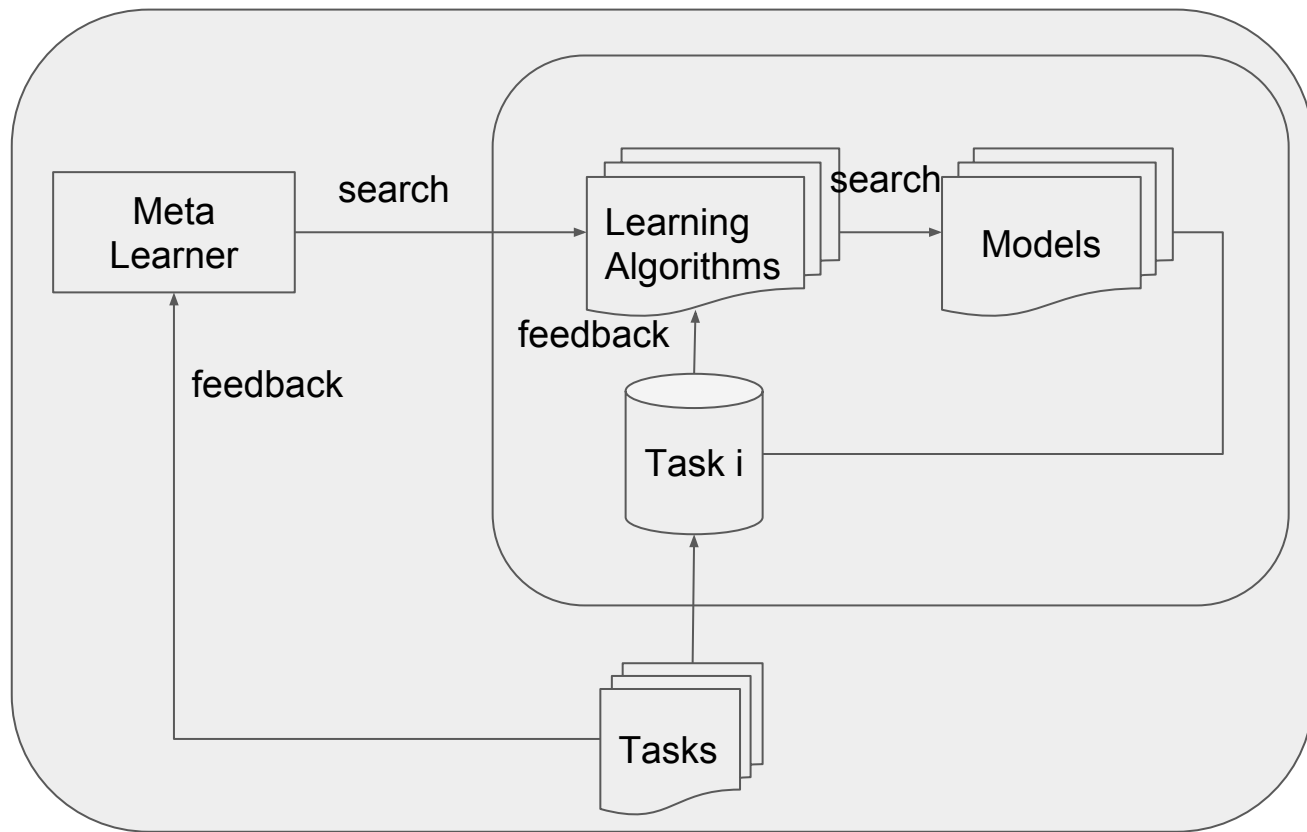 search
search
Meta
Learner
Learning
Algorithms
Models
feedback
feedback
Task i
Tasks